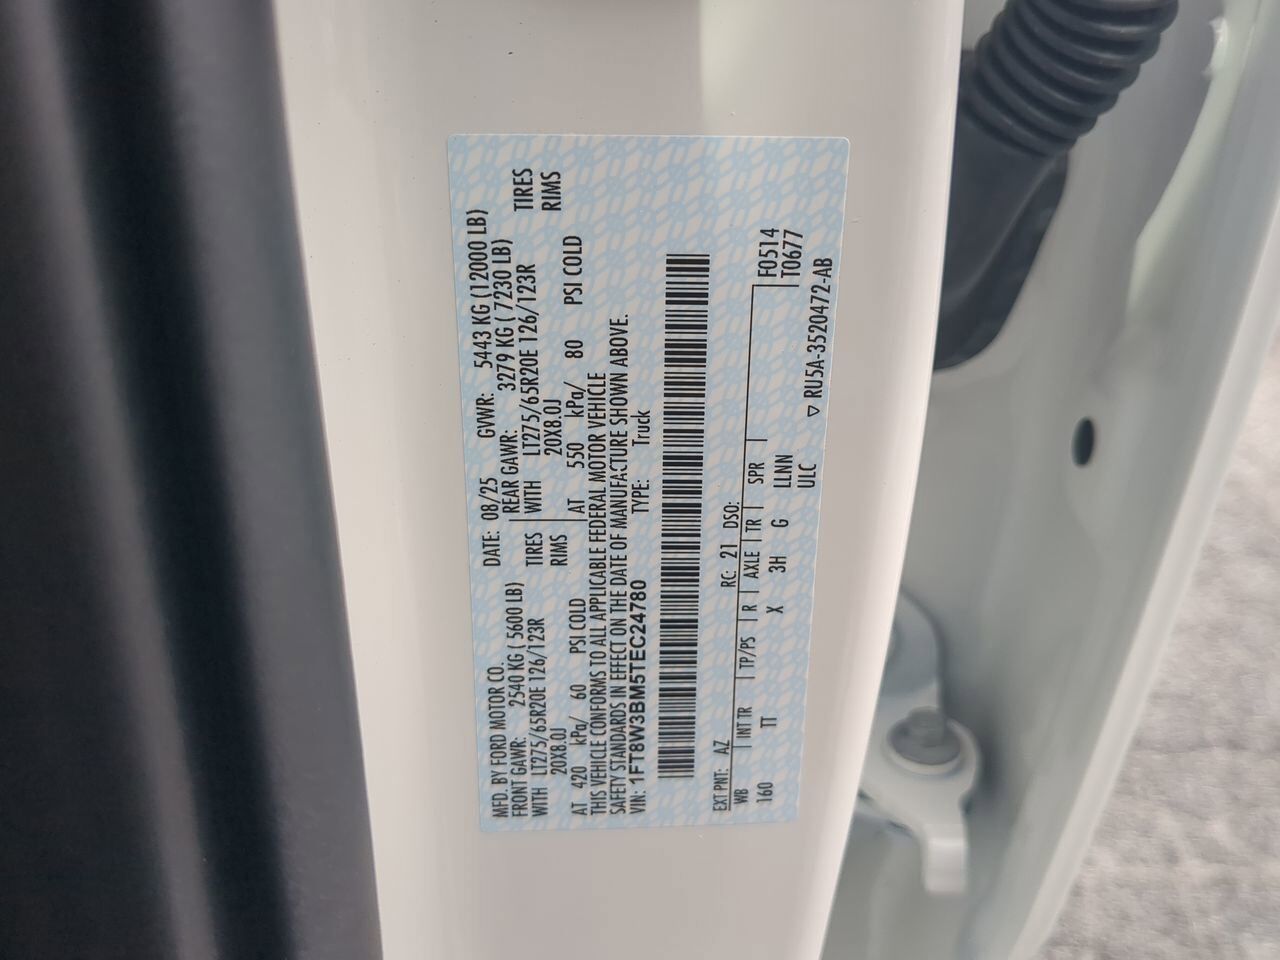 MFD. BY FORD MOTOR CO.
DATE: 08/25 GVWR: 5443 KG (12000 LB)
FRONT GAWR: 2540 KG ( 5600 LB) REAR GAWR: 3279 KG ( 7230 LB)
WITH LT275/65R20E 126/123R TIRES WITH LT275/65R20E 126/123R TIRES
20X8.0J RIMS 20X8.0J RIMS
AT 420 kPa/ 60 PSI COLD AT 550 kPa/ 80 PSI COLD
THIS VEHICLE CONFORMS TO ALL APPLICABLE FEDERAL MOTOR VEHICLE
SAFETY STANDARDS IN EFFECT ON THE DATE OF MANUFACTURE SHOWN ABOVE.
VIN: 1FT8W3BM5TEC24780 TYPE: Truck
EXT PNT: AZ RC: 21 DSO:
WB INT TR TP/PS R AXLE TR SPR F0514
160 TT X 3H G LLNN T0677
ULC
▽ RU5A-3520472-AB